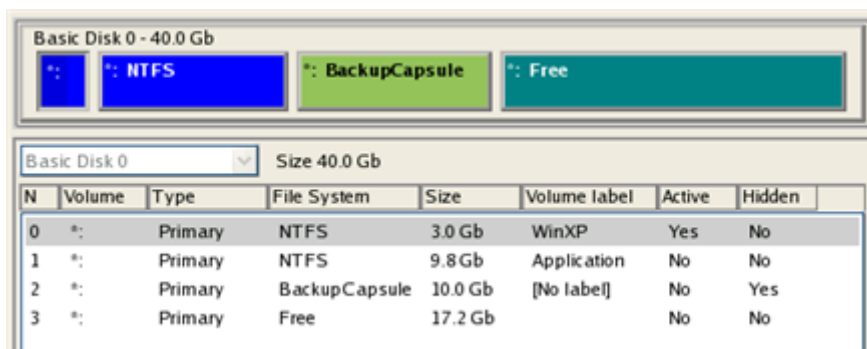 Basic Disk 0 - 40.0 Gb
*: *: NTFS *: BackupCapsule *: Free
Basic Disk 0 Size 40.0 Gb
N Volume Type File System Size Volume label Active Hidden
0 *: Primary NTFS 3.0 Gb WinXP Yes No
1 *: Primary NTFS 9.8 Gb Application No No
2 *: Primary BackupCapsule 10.0 Gb [No label] No Yes
3 *: Primary Free 17.2 Gb No No